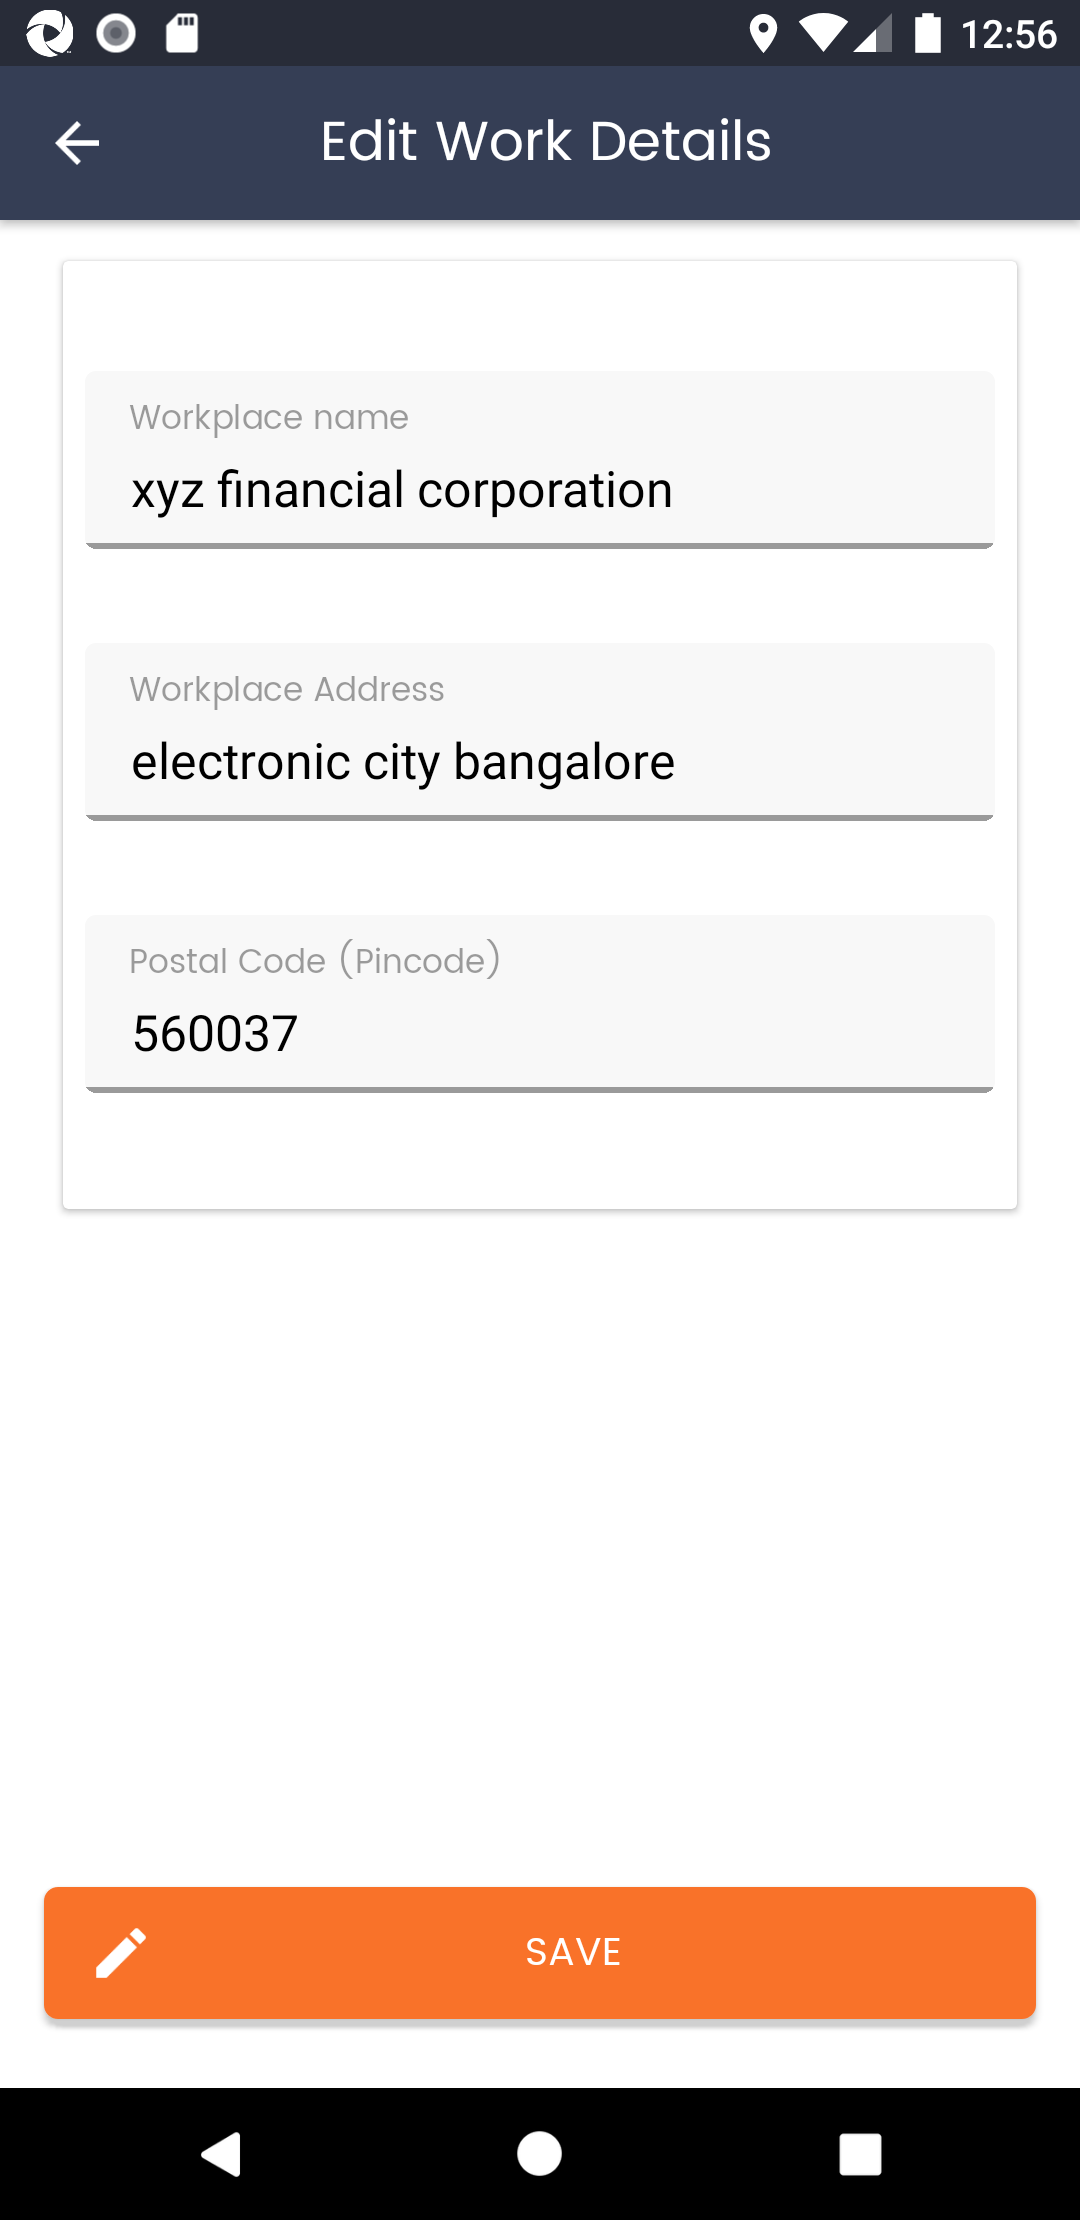 12:56
Edit Work Details
Workplace name
xyz financial corporation
Workplace Address
electronic city bangalore
Postal Code (Pincode)
560037
SAVE